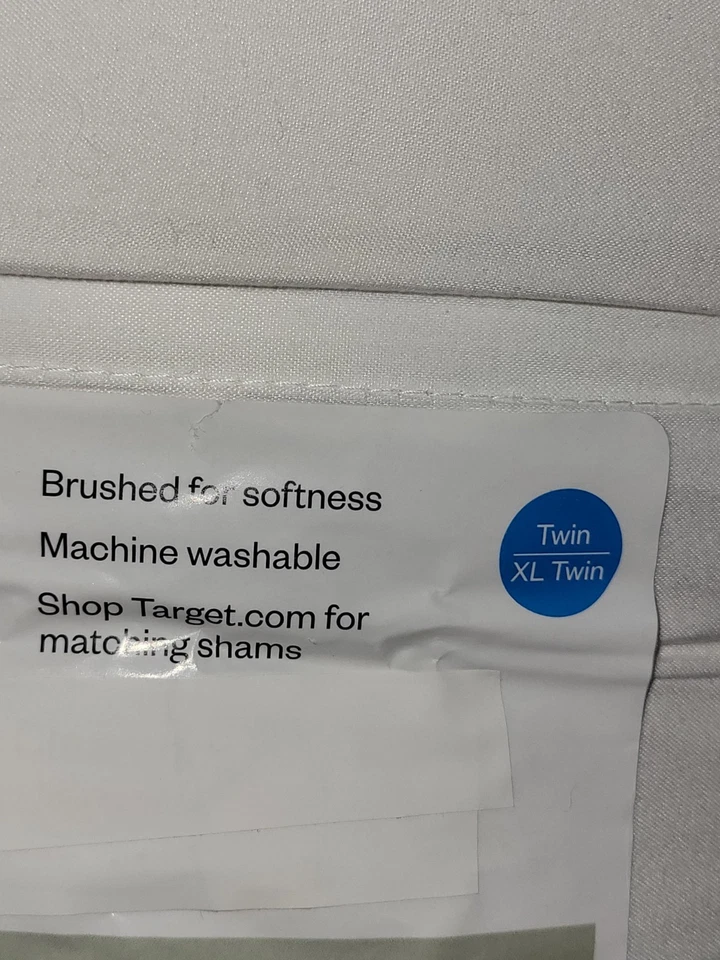 Brushed for softness
Machine washable
Shop Target.com for
matching shams
Twin
XL Twin